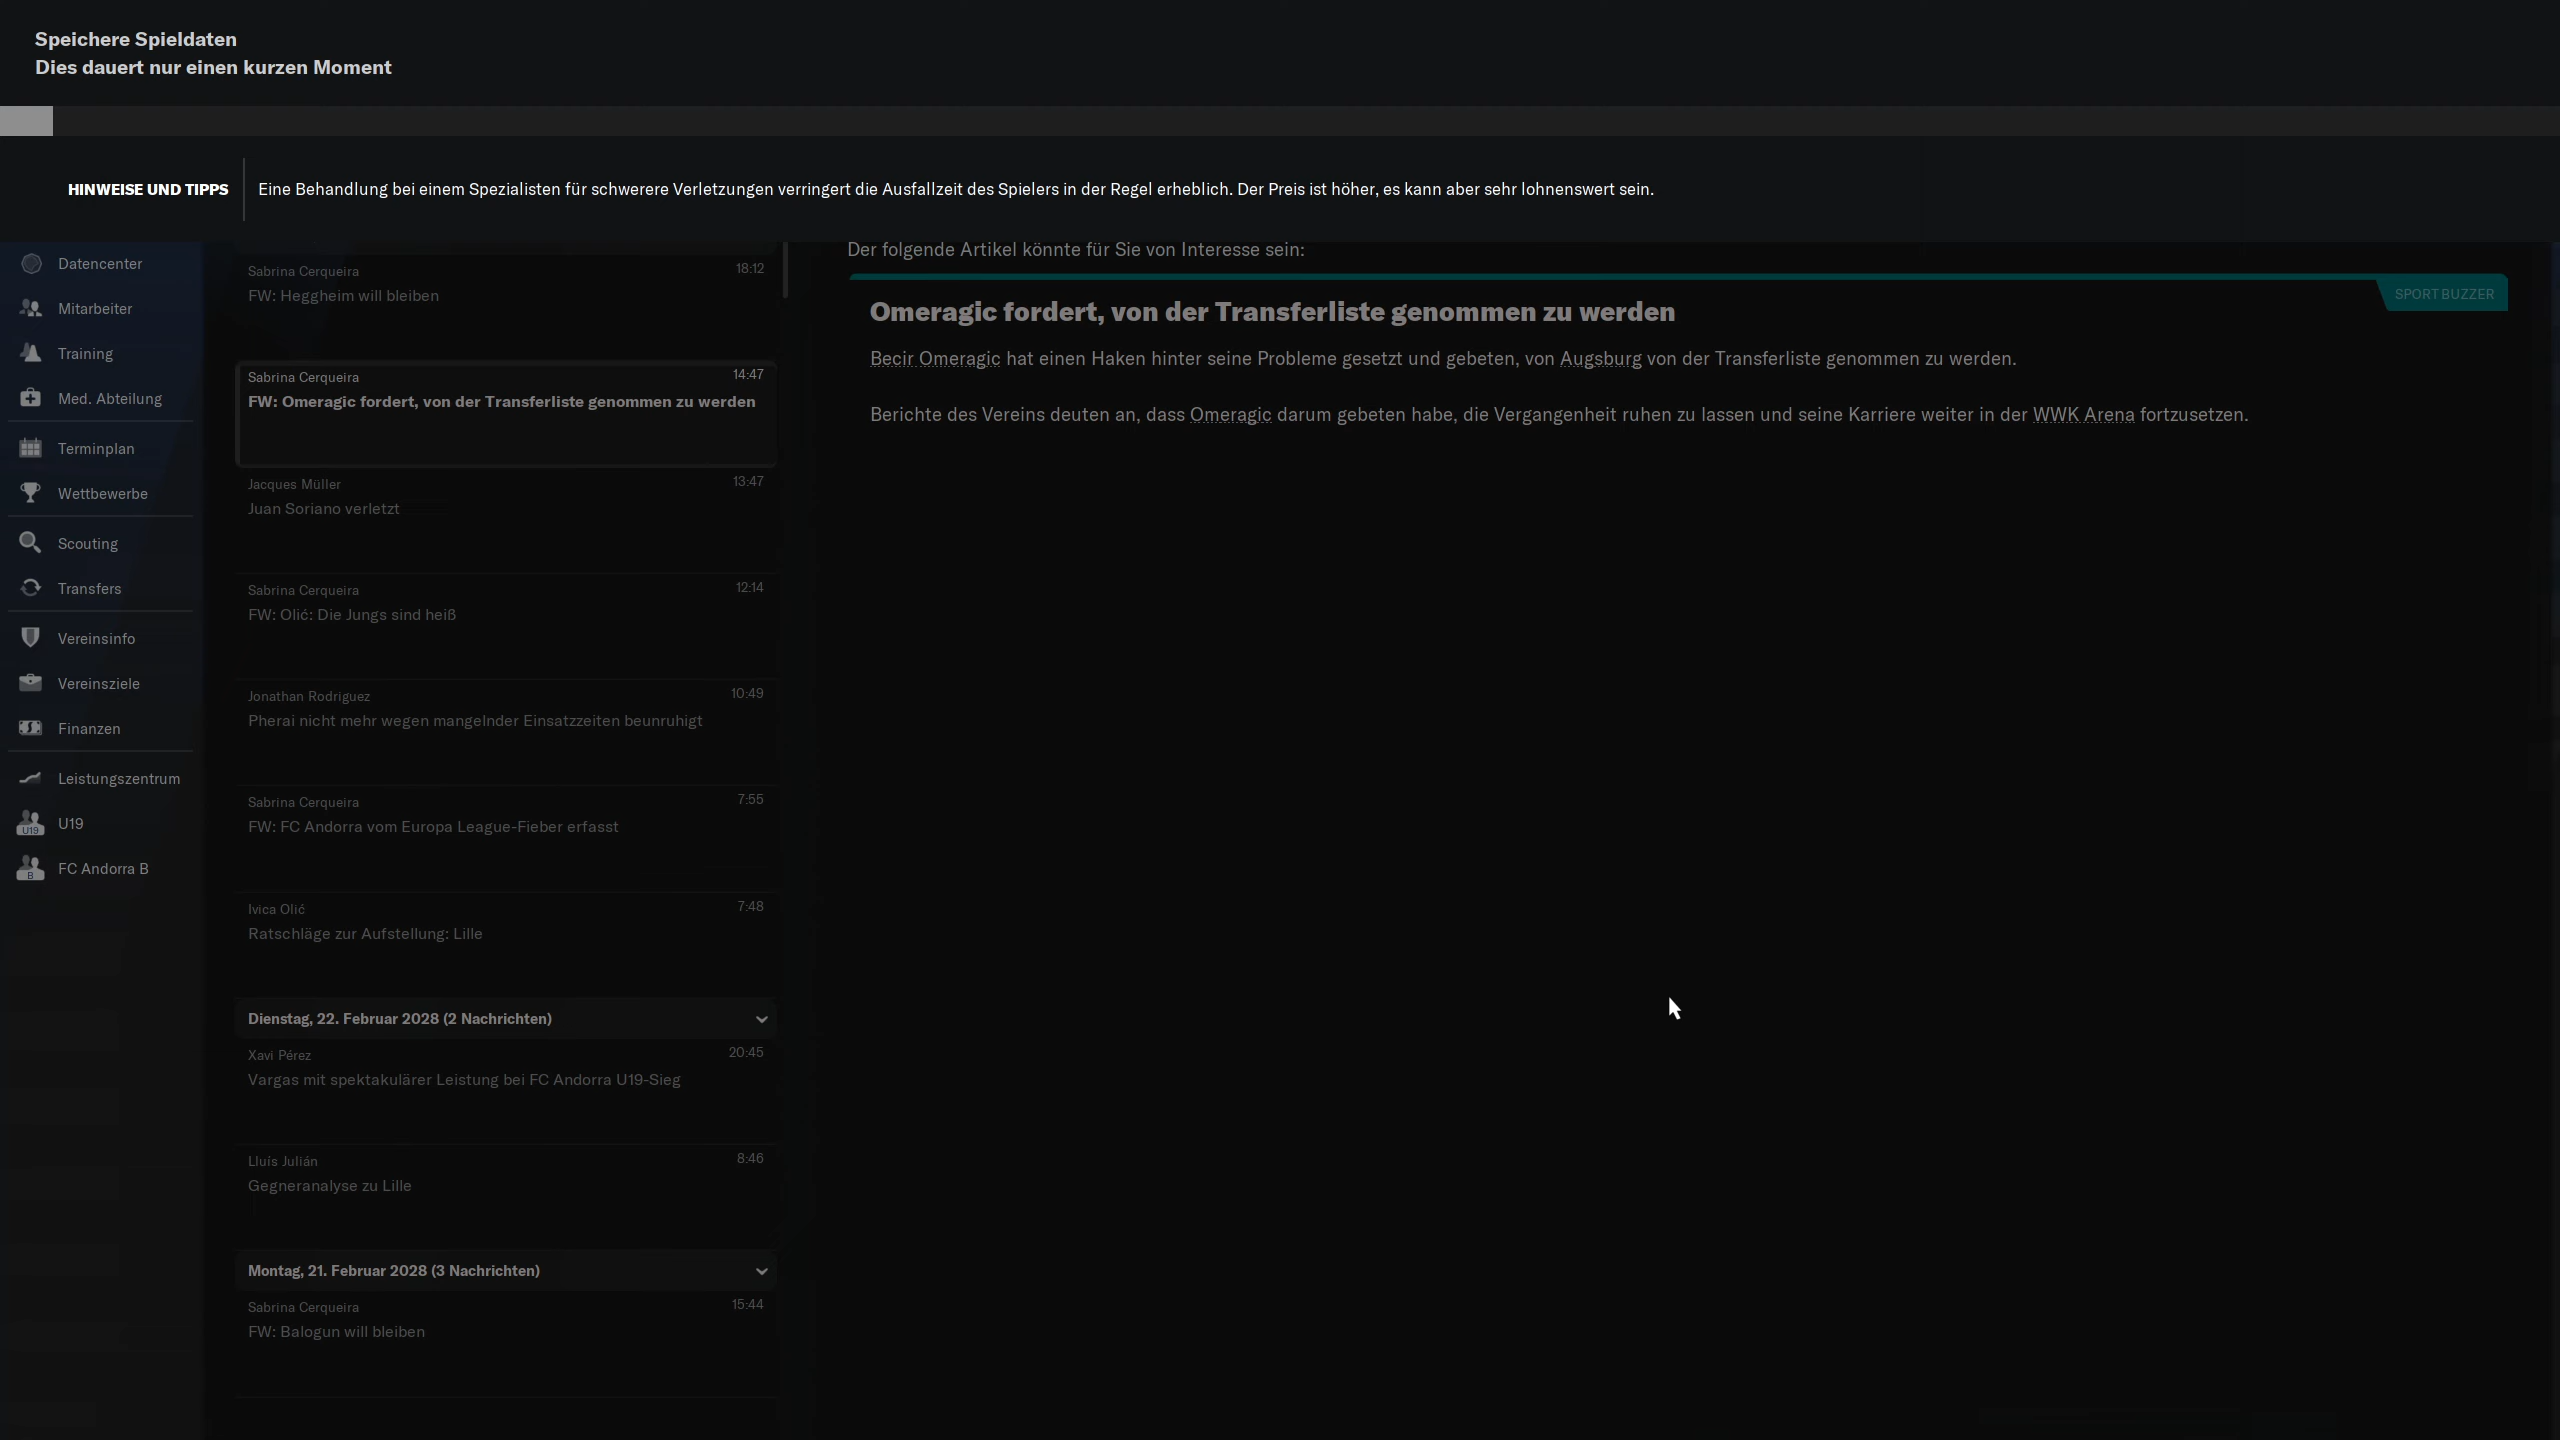 Speichere Spieldaten
Dies dauert nur einen kurzen Moment
HINWEISE UND TIPPS
Eine Behandlung bei einem Spezialisten für schwerere Verletzungen verringert die Ausfallzeit des Spielers in der Regel erheblich. Der Preis ist höher, es kann aber sehr lohnenswert sein.
Datencenter
Mitarbeiter
Training
Med. Abteilung
Terminplan
Wettbewerbe
Scouting
Transfers
Vereinsinfo
Vereinsziele
Finanzen
Leistungszentrum
U19
U19
B
FC Andorra B
Sabrina Cerqueira 18:12
FW: Heggheim will bleiben
Sabrina Cerqueira 14:47
FW: Omeragic fordert, von der Transferliste genommen zu werden
Jacques Müller 13:47
Juan Soriano verletzt
Sabrina Cerqueira 12:14
FW: Olić: Die Jungs sind heiß
Jonathan Rodriguez 10:49
Pherai nicht mehr wegen mangelnder Einsatzzeiten beunruhigt
Sabrina Cerqueira 7:55
FW: FC Andorra vom Europa League-Fieber erfasst
Ivica Olić 7:48
Ratschläge zur Aufstellung: Lille
Dienstag, 22. Februar 2028 (2 Nachrichten)
Xavi Pérez 20:45
Vargas mit spektakulärer Leistung bei FC Andorra U19-Sieg
Lluís Julián 8:46
Gegneranalyse zu Lille
Montag, 21. Februar 2028 (3 Nachrichten)
Sabrina Cerqueira 15:44
FW: Balogun will bleiben
Der folgende Artikel könnte für Sie von Interesse sein:
SPORTBUZZER
Omeragic fordert, von der Transferliste genommen zu werden
Becir Omeragic hat einen Haken hinter seine Probleme gesetzt und gebeten, von Augsburg von der Transferliste genommen zu werden.
Berichte des Vereins deuten an, dass Omeragic darum gebeten habe, die Vergangenheit ruhen zu lassen und seine Karriere weiter in der WWK Arena fortzusetzen.